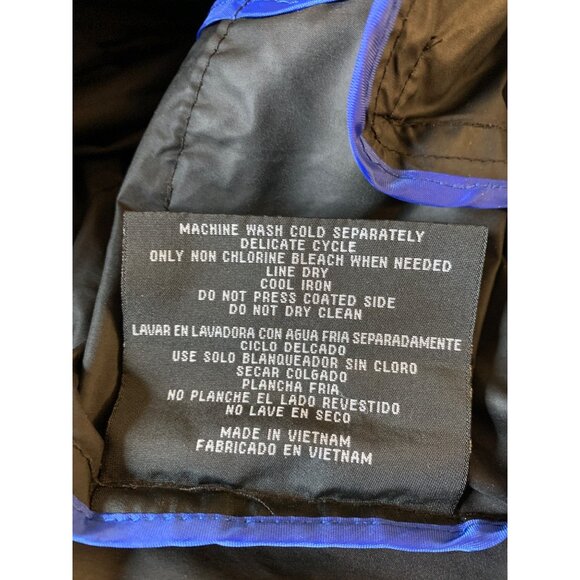 MACHINE WASH COLD SEPARATELY
DELICATE CYCLE
ONLY NON CHLORINE BLEACH WHEN NEEDED
LINE DRY
COOL IRON
DO NOT PRESS COATED SIDE
DO NOT DRY CLEAN
LAVAR EN LAVADORA CON AGUA FRIA SEPARADAMENTE
CICLO DELCADO
USE SOLO BLANQUEADOR SIN CLORO
SECAR COLGADO
PLANCHA FRIA
NO PLANCHE EL LADO REVESTIDO
NO LAVE EN SECO
MADE IN VIETNAM
FABRICADO EN VIETNAM